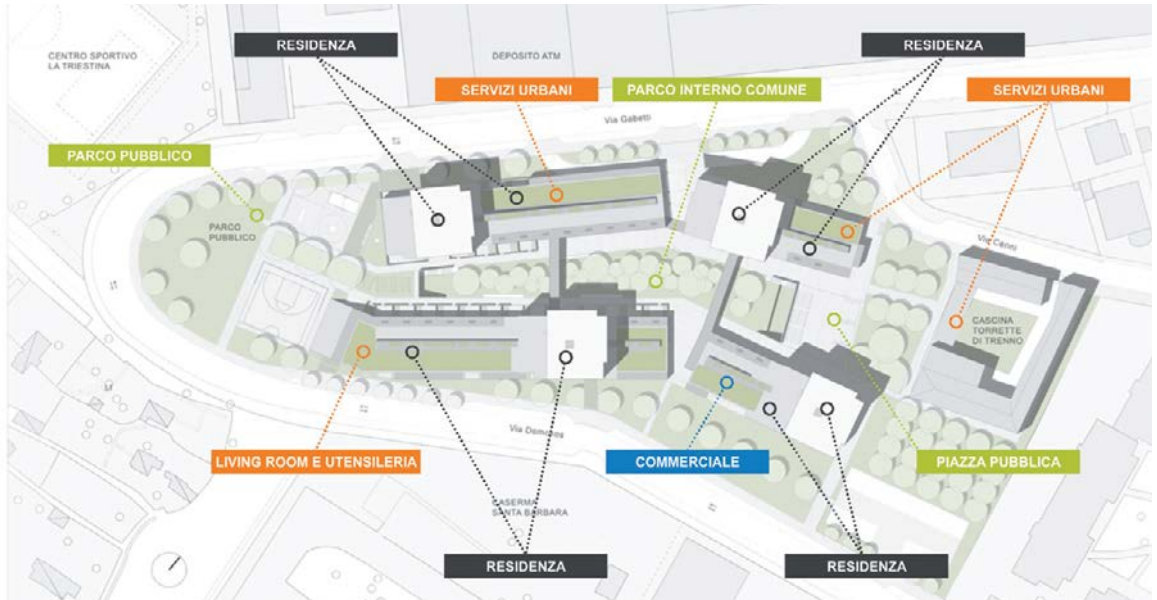 RESIDENZA
DEPOSITO ATM
RESIDENZA
CENTRO SPORTIVO
LA TRIESTINA
SERVIZI URBANI
PARCO INTERNO COMUNE
SERVIZI URBANI
Via Gabetti
PARCO PUBBLICO
PARCO
PUBBLICO
Via Cenni
CASCINA
TORRETTE
DI TRENNO
Via Domokos
LIVING ROOM E UTENSILERIA
COMMERCIALE
PIAZZA PUBBLICA
CASERMA
SANTA BARBARA
RESIDENZA
RESIDENZA